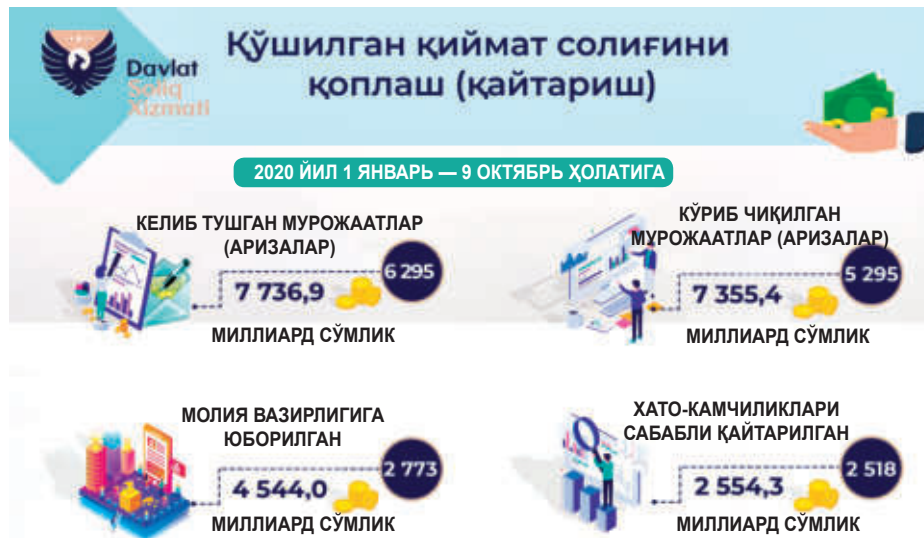 Davlat
Soliq
Xizmati
Қўшилган қиймат солиғини
қоплаш (қайтариш)
2020 ЙИЛ 1 ЯНВАРЬ — 9 ОКТЯБРЬ ҲОЛАТИГА
КЕЛИБ ТУШГАН МУРОЖААТЛАР
(АРИЗАЛАР)
6 295
7 736,9
МИЛЛИАРД СЎМЛИК
КЎРИБ ЧИҚИЛГАН
МУРОЖААТЛАР (АРИЗАЛАР)
5 295
7 355,4
МИЛЛИАРД СЎМЛИК
МОЛИЯ ВАЗИРЛИГИГА
ЮБОРИЛГАН
2 773
4 544,0
МИЛЛИАРД СЎМЛИК
ХАТО-КАМЧИЛИКЛАРИ
САБАБЛИ ҚАЙТАРИЛГАН
2 518
2 554,3
МИЛЛИАРД СЎМЛИК